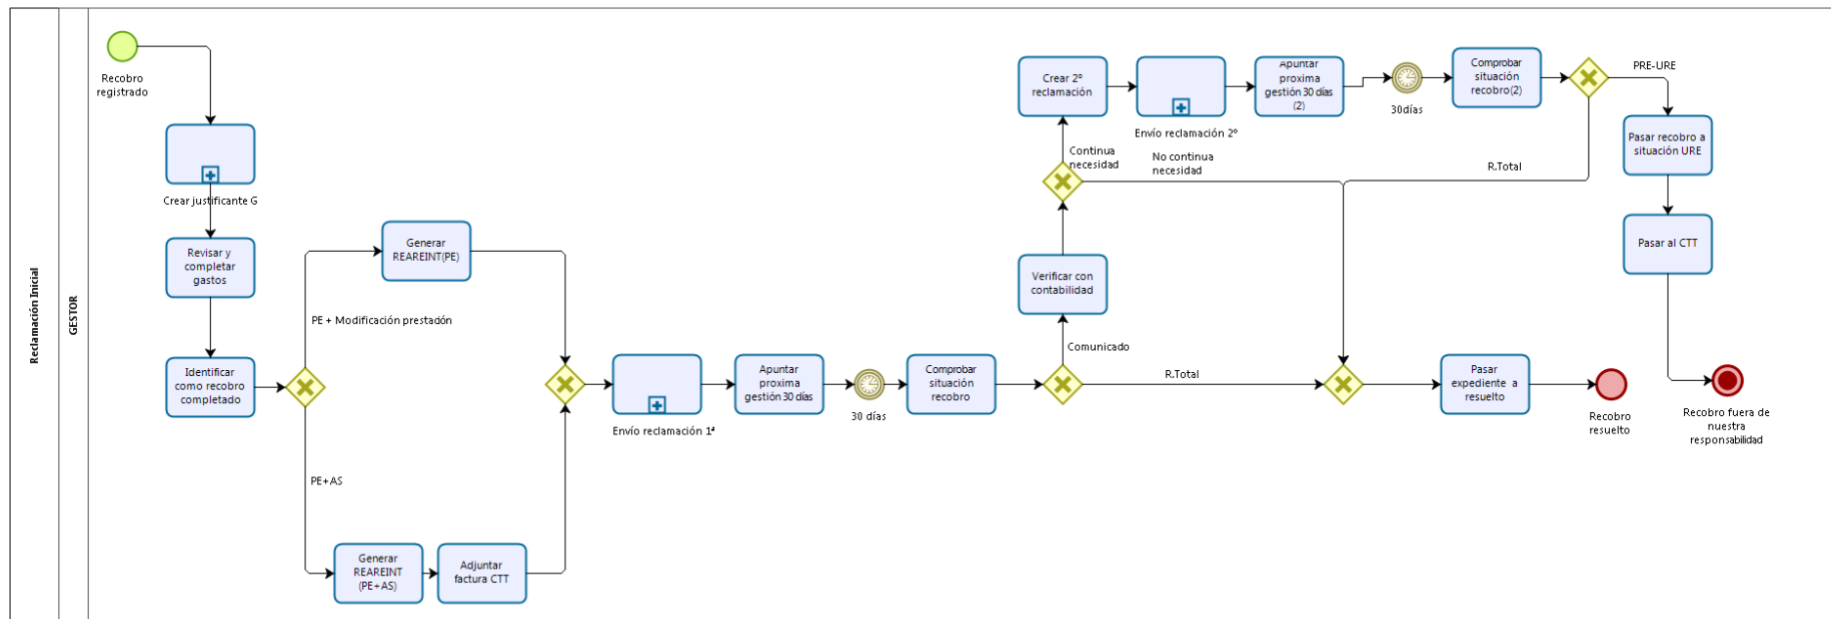 Reclamación Inicial
GESTOR
Recobro
registrado
Crear justificante G
Revisar y
completar
gastos
Identificar
como recobro
completado
Generar
REAREINT(PE)
PE + Modificación prestadón
PE+AS
Generar
REAREINT
(PE+AS)
Adjuntar
factura CTT
Envío reclamación 1ª
Apuntar
proxima
gestión 30 días
30 días
Comprobar
situación
recobro
Comunicado
R.Total
Verificar con
contabilidad
Continua
necesidad
No continua
necesidad
Crear 2º
reclamación
Envío reclamación 2º
Apuntar
proxima
gestión 30 días
(2)
30días
Comprobar
situación
recobro(2)
PRE-URE
R.Total
Pasar recobro a
situación URE
Pasar al CTT
Recobro fuera de
nuestra
responsabilidad
Pasar
expediente a
resuelto
Recobro
resuelto